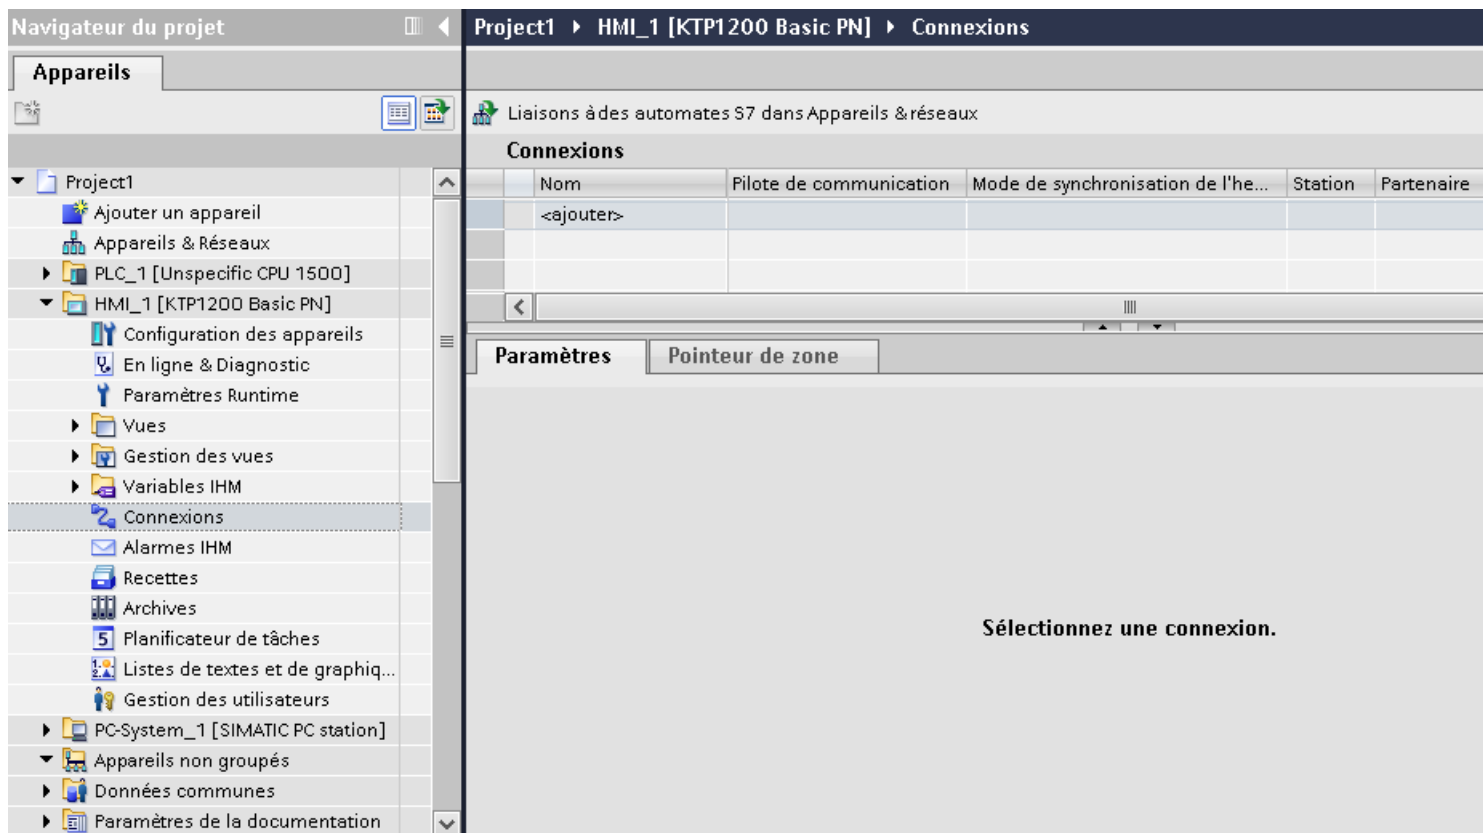 Navigateur du projet
Appareils
Project1
Ajouter un appareil
Appareils & Réseaux
PLC_1 [Unspecific CPU 1500]
HMI_1 [KTP1200 Basic PN]
Configuration des appareils
En ligne & Diagnostic
Paramètres Runtime
Vues
Gestion des vues
Variables IHM
Connexions
Alarmes IHM
Recettes
Archives
Planificateur de tâches
Listes de textes et de graphiq...
Gestion des utilisateurs
PC-System_1 [SIMATIC PC station]
Appareils non groupés
Données communes
Paramètres de la documentation
Project1 HMI_1 [KTP1200 Basic PN] Connexions
Liaisons à des automates S7 dans Appareils & réseaux
Connexions
Nom Pilote de communication Mode de synchronisation de l'he... Station Partenaire
<ajouter>
Paramètres Pointeur de zone
Sélectionnez une connexion.